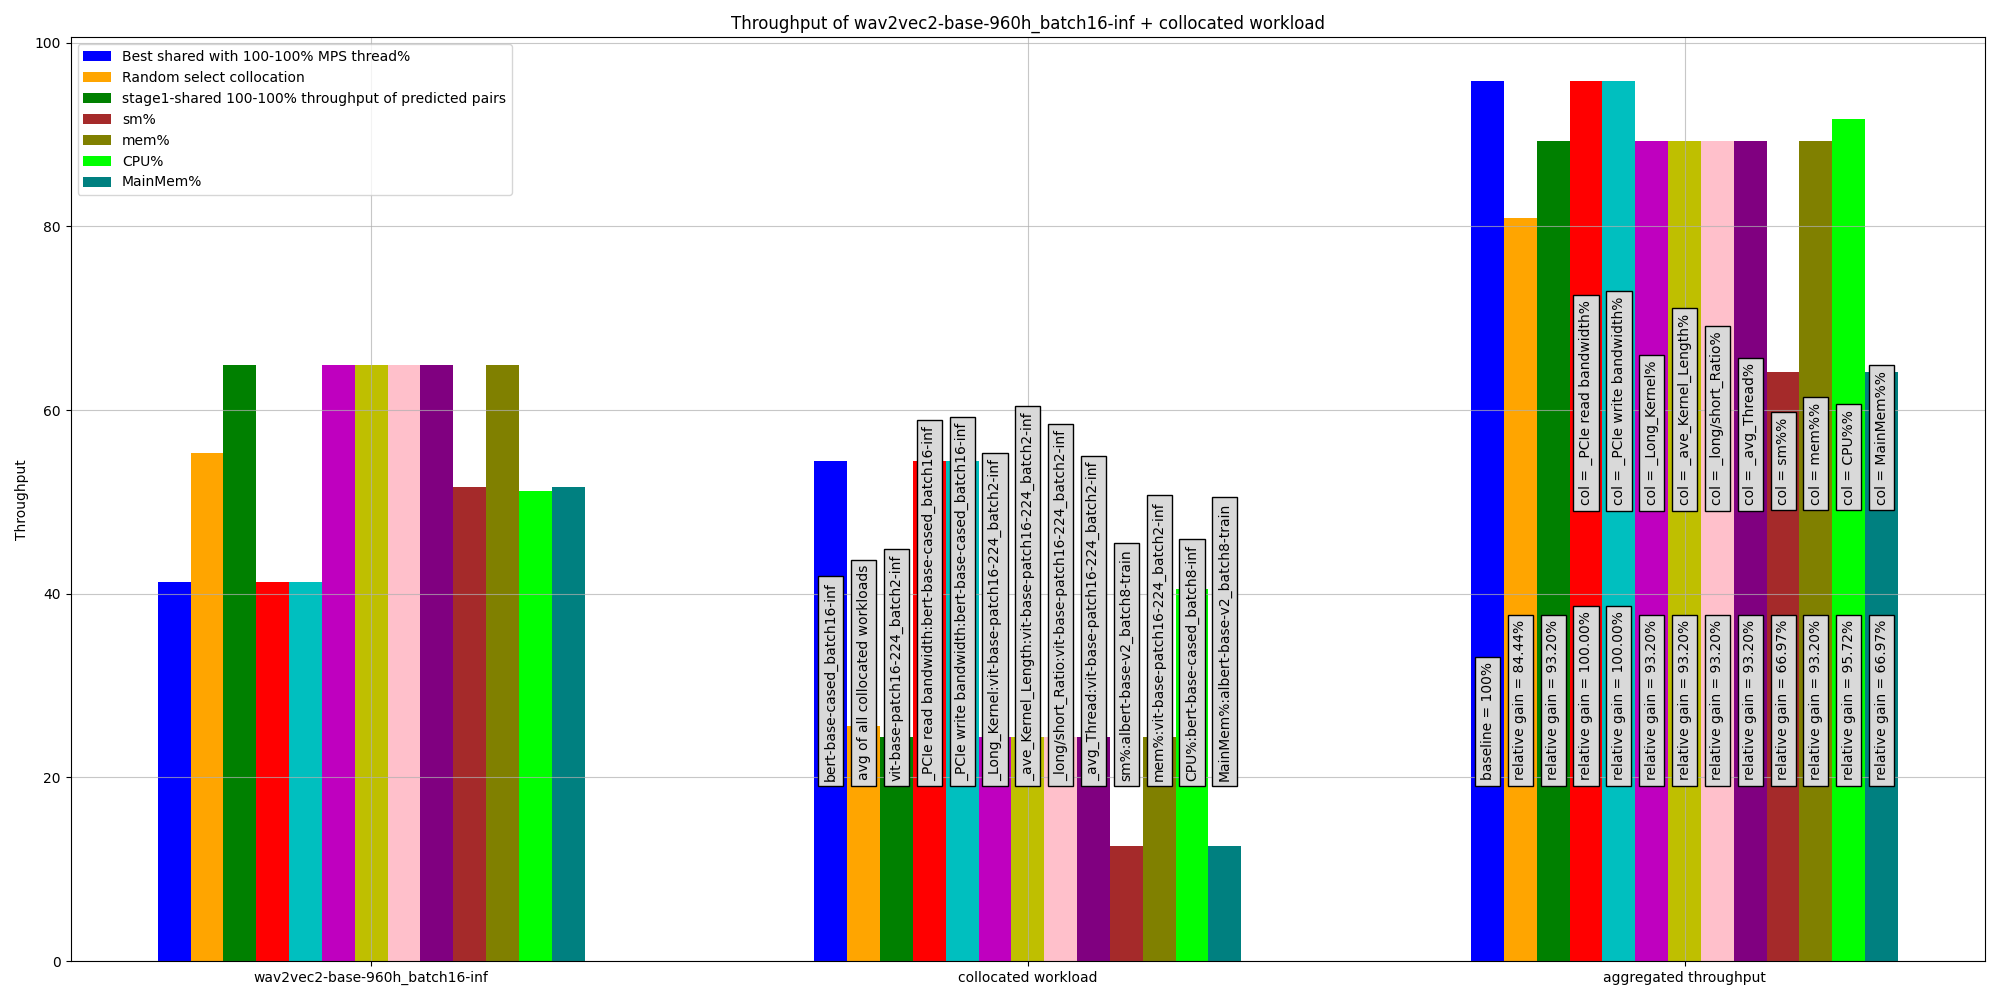 Throughput of wav2vec2-base-960h_batch16-inf + collocated workload
Throughput
100
80
60
40
20
0
Best shared with 100-100% MPS thread%
Random select collocation
stage1-shared 100-100% throughput of predicted pairs
sm%
mem%
CPU%
MainMem%
bert-base-cased_batch16-inf
avg of all collocated workloads
vit-base-patch16-224_batch2-inf
_PCIe read bandwidth:bert-base-cased_batch16-inf
_PCIe write bandwidth:bert-base-cased_batch16-inf
_Long_Kernel:vit-base-patch16-224_batch2-inf
_ave_Kernel_Length:vit-base-patch16-224_batch2-inf
_long/short_Ratio:vit-base-patch16-224_batch2-inf
_avg_Thread:vit-base-patch16-224_batch2-inf
sm%:albert-base-v2_batch8-train
mem%:vit-base-patch16-224_batch2-inf
CPU%:bert-base-cased_batch8-inf
MainMem%:albert-base-v2_batch8-train
col = _PCIe read bandwidth%
col = _PCIe write bandwidth%
col = _Long_Kernel%
col = _ave_Kernel_Length%
col = _long/short_Ratio%
col = _avg_Thread%
col = sm%%
col = mem%%
col = CPU%%
col = MainMem%%
baseline = 100%
relative gain = 84.44%
relative gain = 93.20%
relative gain = 100.00%
relative gain = 100.00%
relative gain = 93.20%
relative gain = 93.20%
relative gain = 93.20%
relative gain = 93.20%
relative gain = 66.97%
relative gain = 93.20%
relative gain = 95.72%
relative gain = 66.97%
wav2vec2-base-960h_batch16-inf
collocated workload
aggregated throughput